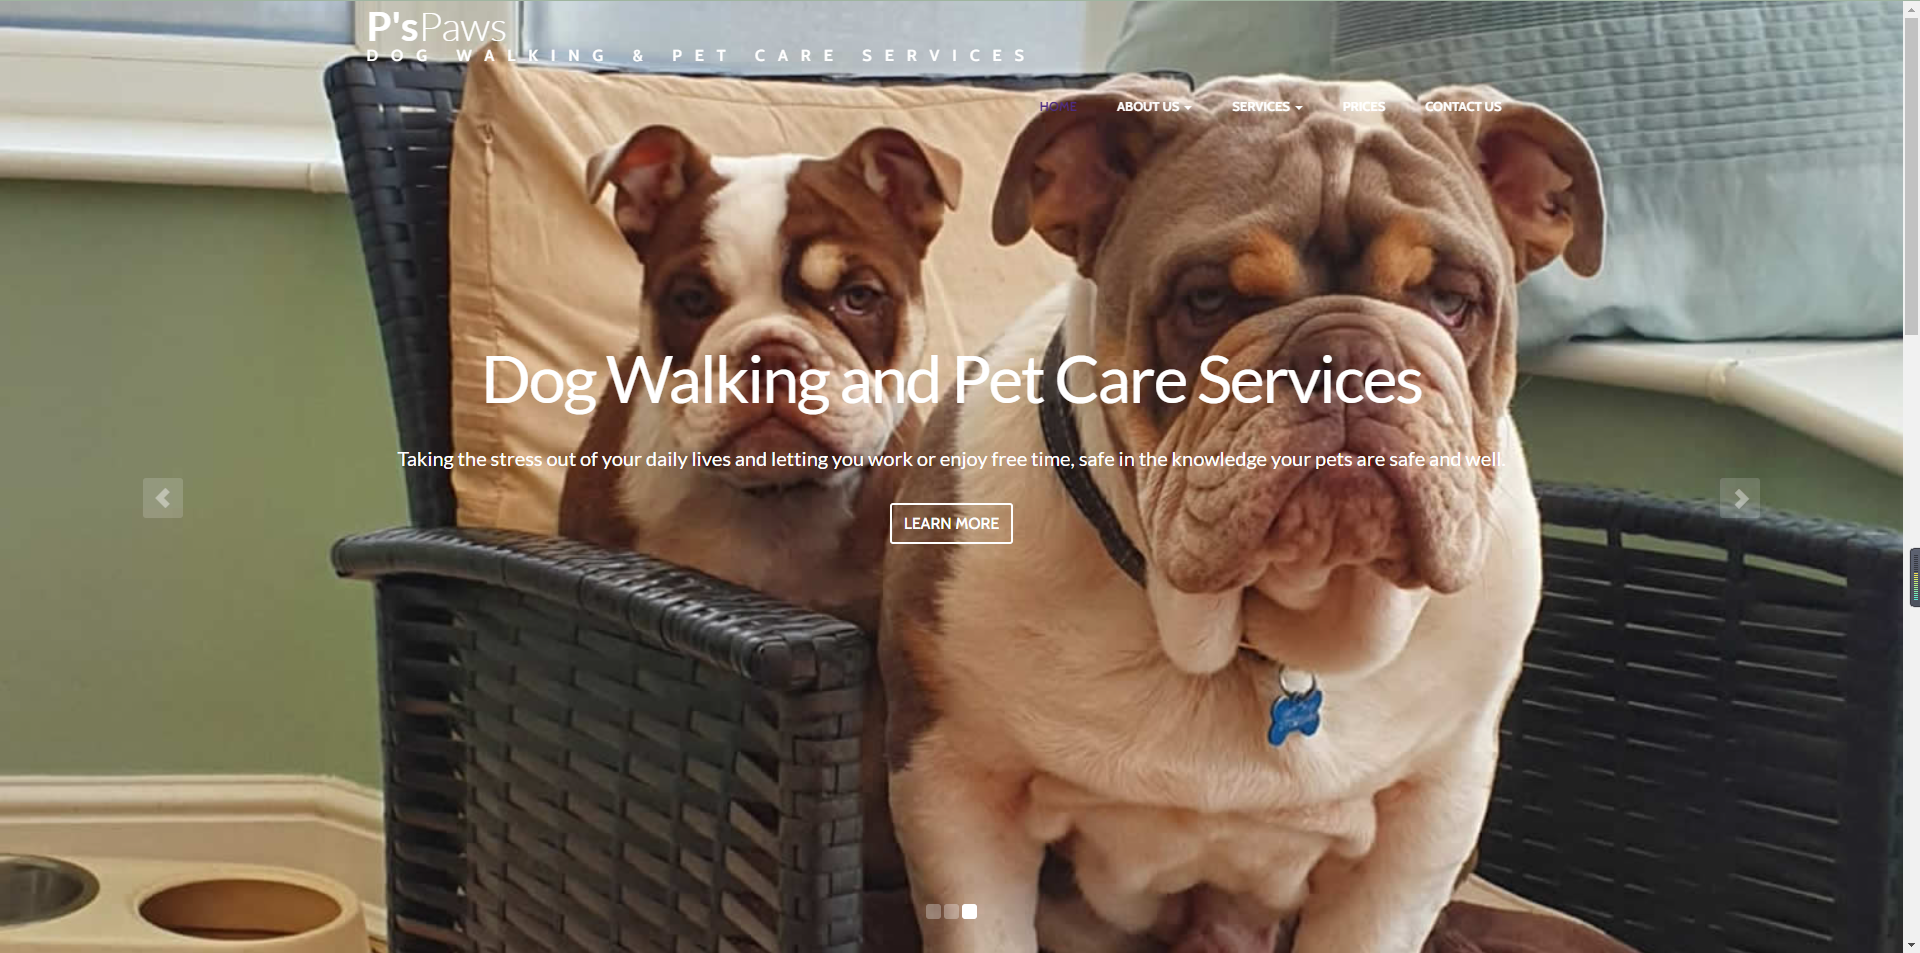 P'sPaws
DOG WALKING & PET CARE SERVICES
HOME ABOUT US SERVICES PRICES CONTACT US
Dog Walking and Pet Care Services
Taking the stress out of your daily lives and letting you work or enjoy free time, safe in the knowledge your pets are safe and well.
LEARN MORE